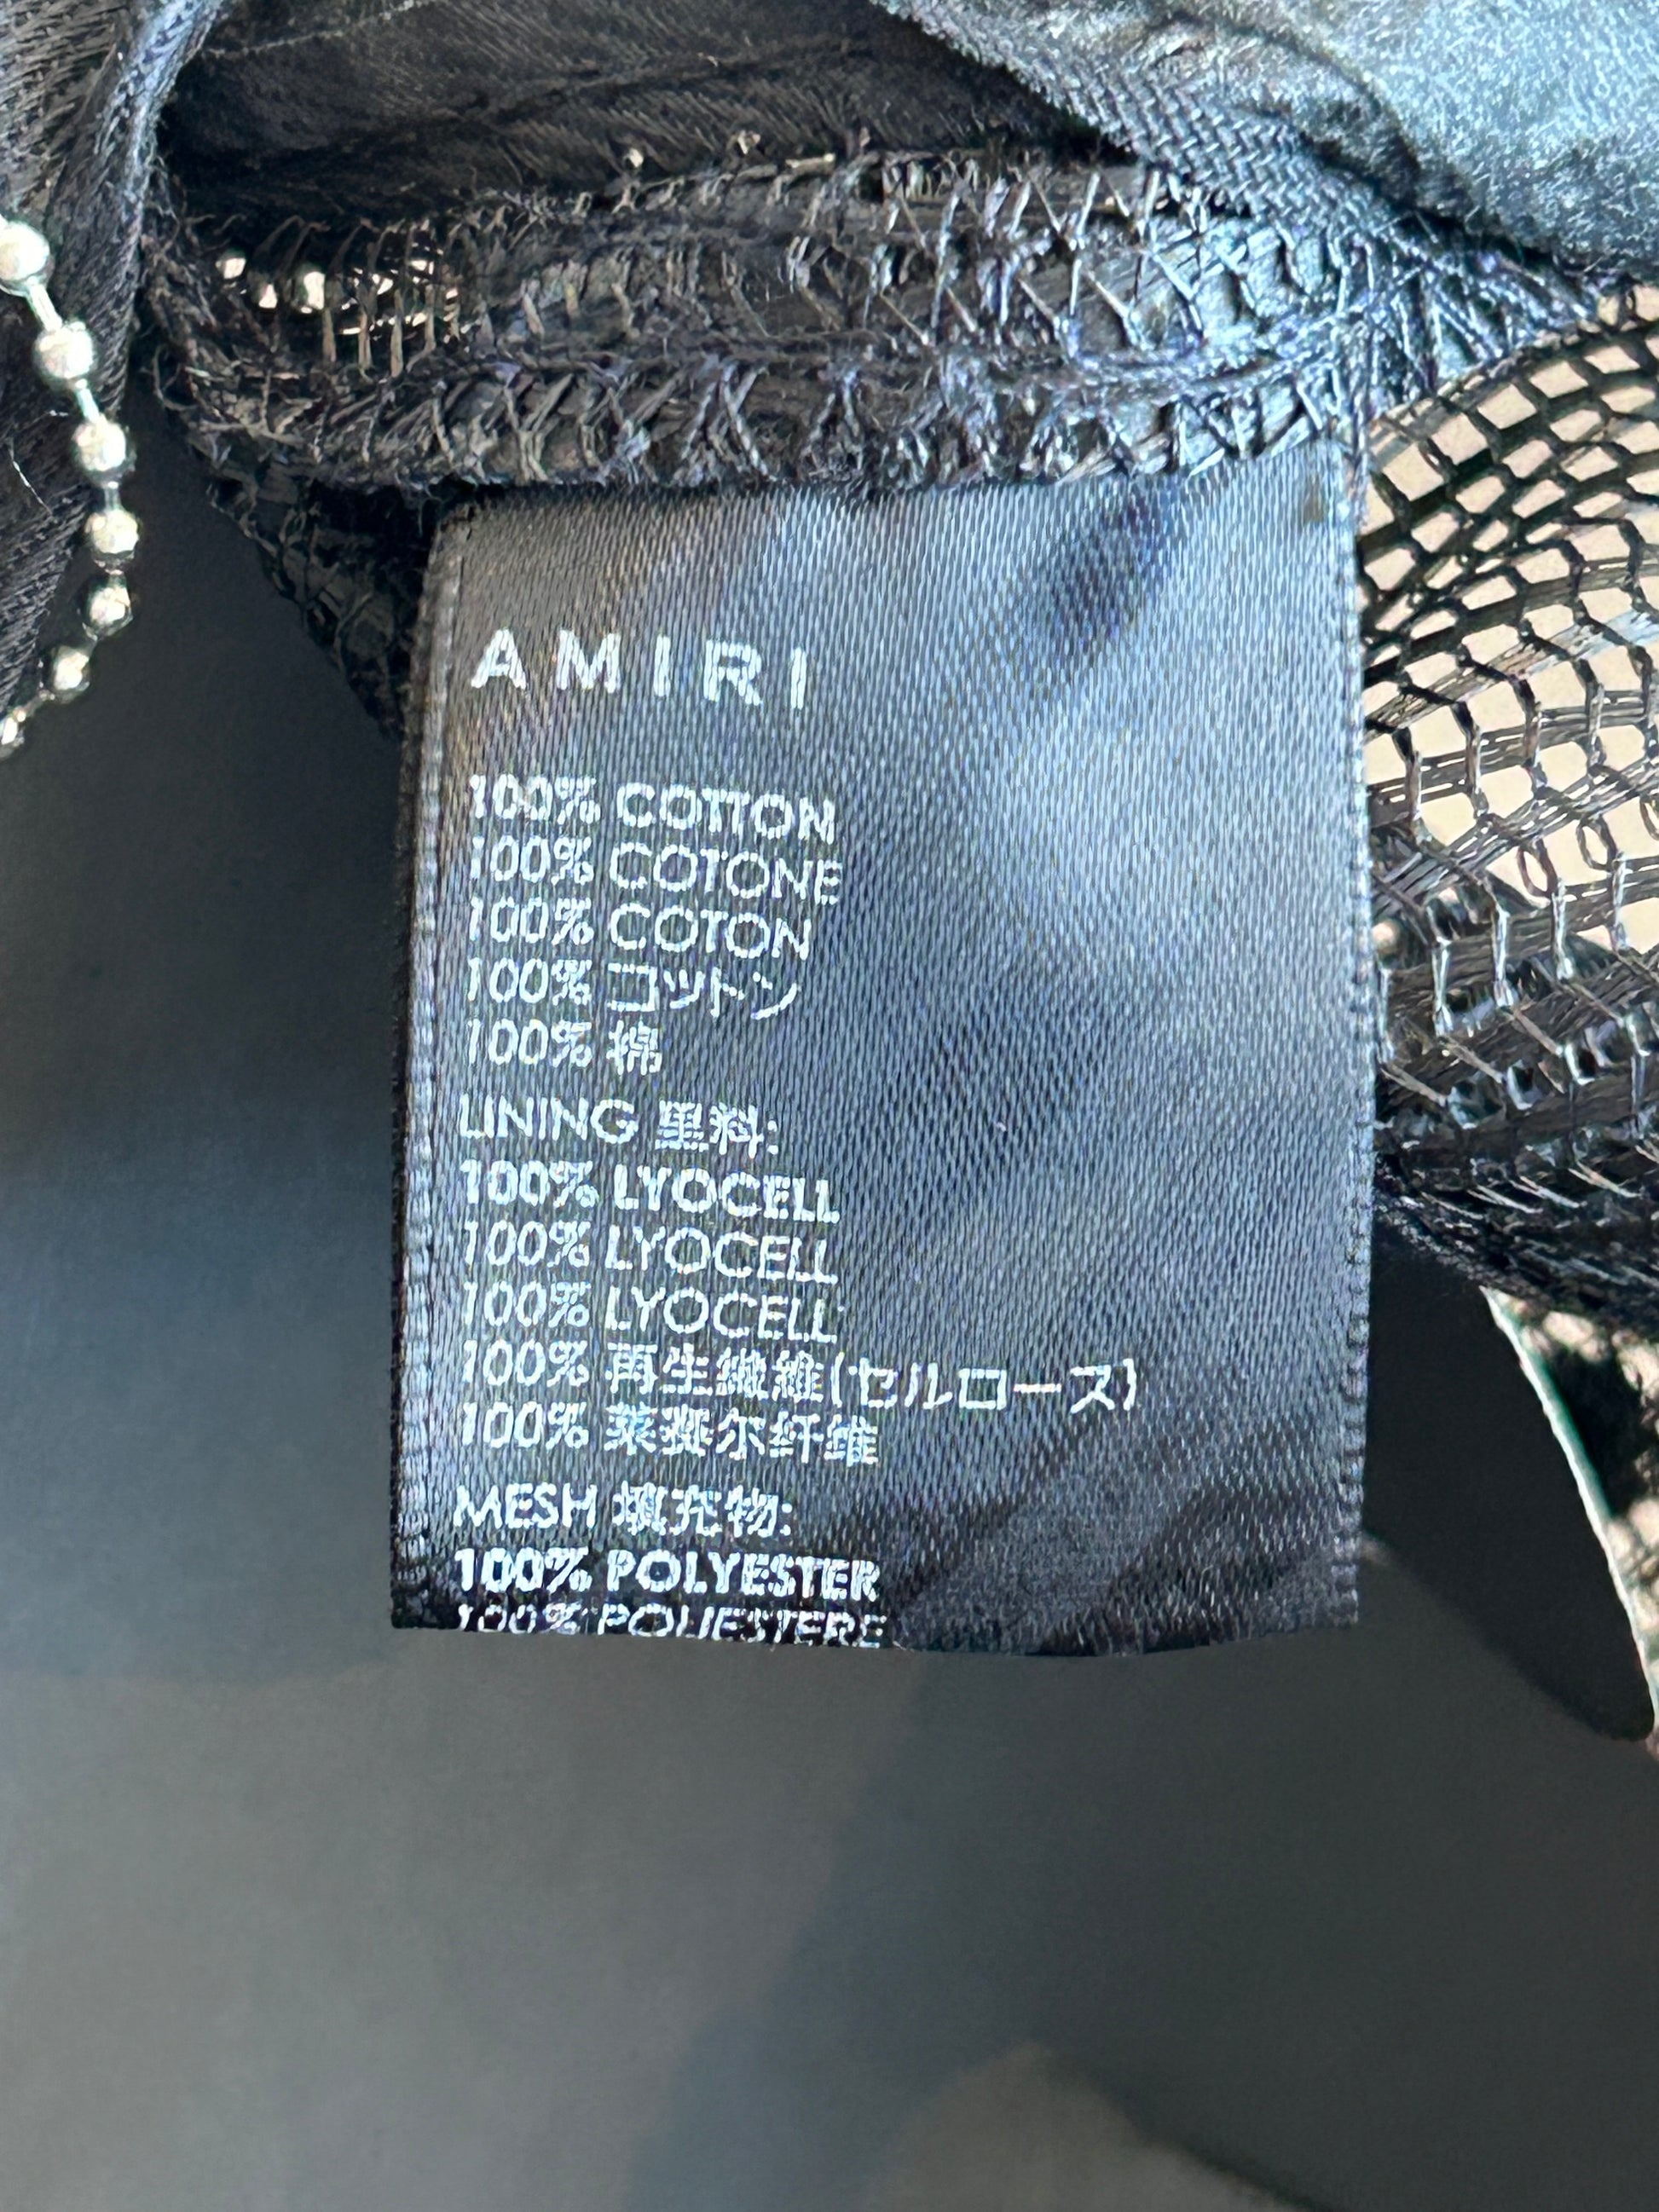 AMIRI
100% COTTON
100% COTONE
100% COTON
100% コットン
100% 棉
LINING 里料:
100% LYOCELL
100% LYOCELL
100% LYOCELL
100% 再生繊維(セルロース)
100% 莱赛尔纤维
MESH 填充物:
100% POLYESTER
100% POLIESTERE